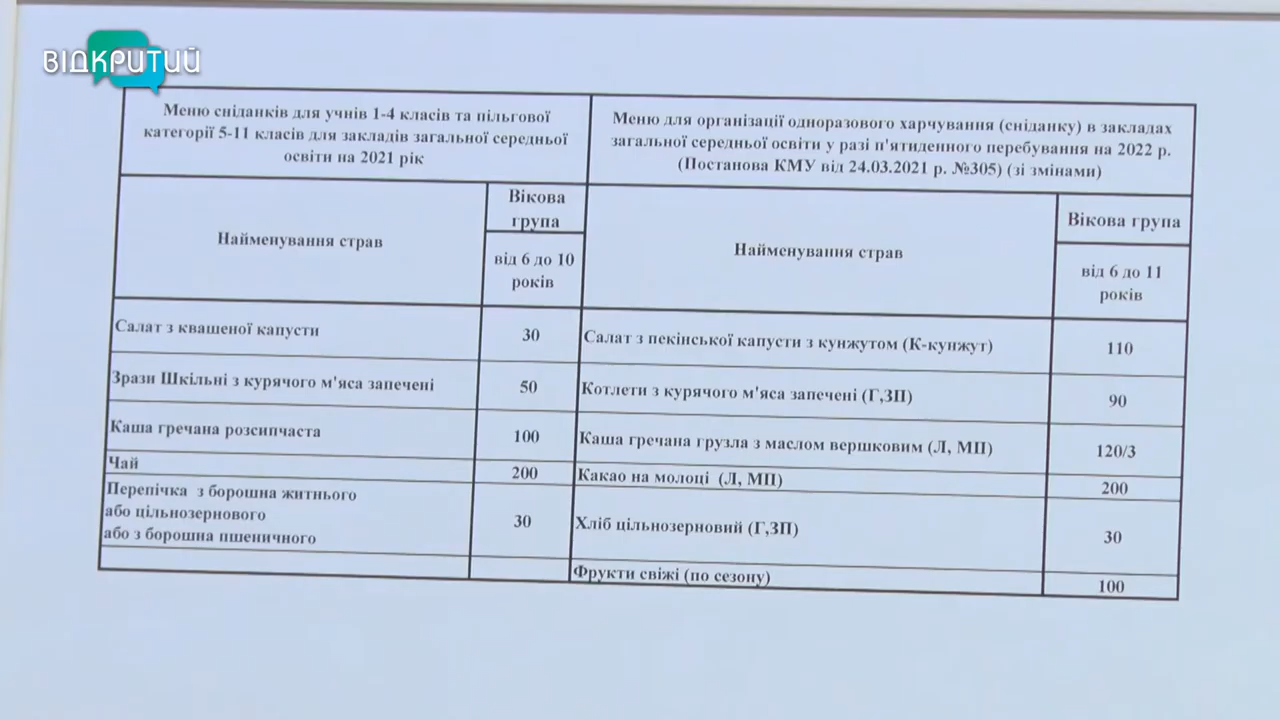 ВІДКРИТИЙ
Меню сніданків для учнів 1-4 класів та пільгової
категорії 5-11 класів для закладів загальної середньої
освіти на 2021 рік
Меню для організації одноразового харчування (сніданку) в закладах
загальної середньої освіти у разі п'ятиденного перебування на 2022 р.
(Постанова КМУ від 24.03.2021 р. №305) (зі змінами)
Найменування страв
Вікова
група
від 6 до 10
років
Найменування страв
Вікова група
від 6 до 11
років
Салат з квашеної капусти
30
Салат з пекінської капусти з кунжутом (К-кунжут)
110
Зрази Шкільні з курячого м'яса запечені
50
Котлети з курячого м'яса запечені (Г,ЗП)
90
Каша гречана розсипчаста
100
Каша гречана грузла з маслом вершковим (Л, МП)
120/3
Чай
200
Какао на молоці (Л, МП)
200
Перепічка з борошна житнього
або цільнозернового
або з борошна пшеничного
30
Хліб цільнозерновий (Г,ЗП)
30
Фрукти свіжі (по сезону)
100